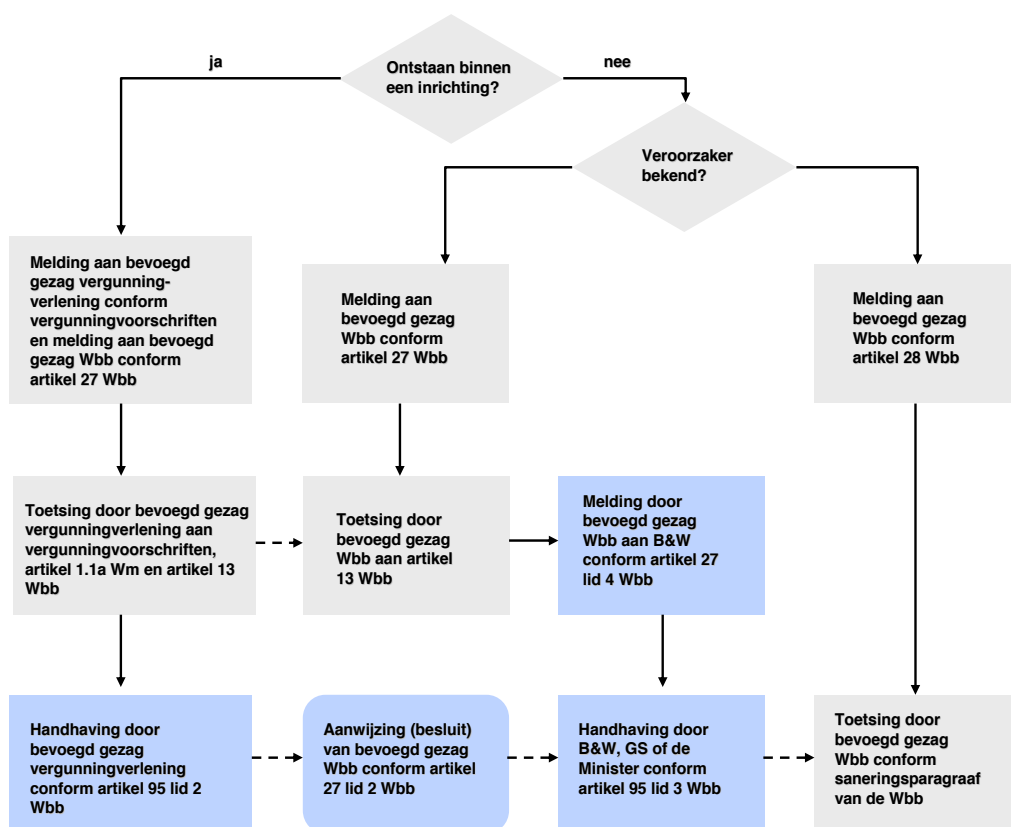 Ontstaan binnen
een inrichting?
ja
nee
Veroorzaker
bekend?
Melding aan bevoegd
gezag vergunning-
verlening conform
vergunningvoorschriften
en melding aan bevoegd
gezag Wbb conform
artikel 27 Wbb
Melding aan
bevoegd gezag
Wbb conform
artikel 27 Wbb
Melding aan
bevoegd gezag
Wbb conform
artikel 28 Wbb
Toetsing door bevoegd gezag
vergunningverlening aan
vergunningvoorschriften,
artikel 1.1a Wm en artikel 13
Wbb
Toetsing door
bevoegd gezag
Wbb aan artikel
13 Wbb
Melding door
bevoegd gezag
Wbb aan B&W
conform artikel 27
lid 4 Wbb
Handhaving door
bevoegd gezag
vergunningverlening
conform artikel 95 lid 2
Wbb
Aanwijzing (besluit)
van bevoegd gezag
Wbb conform artikel
27 lid 2 Wbb
Handhaving door
B&W, GS of de
Minister conform
artikel 95 lid 3 Wbb
Toetsing door
bevoegd gezag
Wbb conform
saneringsparagraaf
van de Wbb